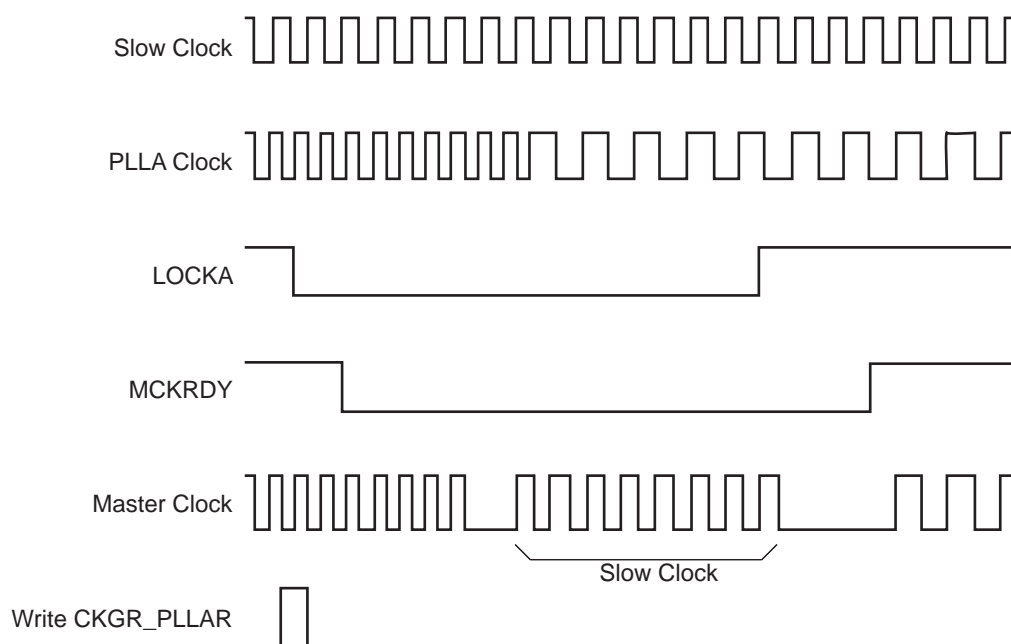 Slow Clock
PLLA Clock
LOCKA
MCKRDY
Master Clock
Slow Clock
Write CKGR_PLLAR